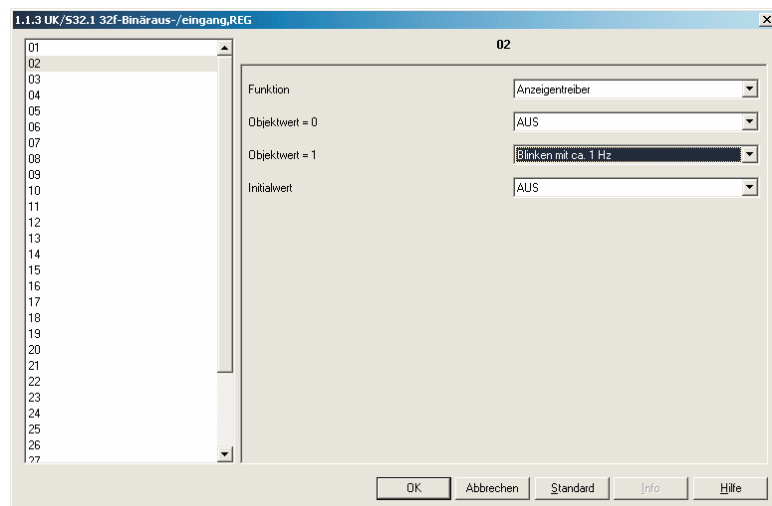 1.1.3 UK/S32.1 32f-Binäraus-/eingang,REG
01
02
03
04
05
06
07
08
09
10
11
12
13
14
15
16
17
18
19
20
21
22
23
24
25
26
27
02
Funktion
Anzeigentreiber
Objektwert = 0
AUS
Objektwert = 1
Blinken mit ca. 1 Hz
Initialwert
AUS
OK
Abbrechen
Standard
Info
Hilfe